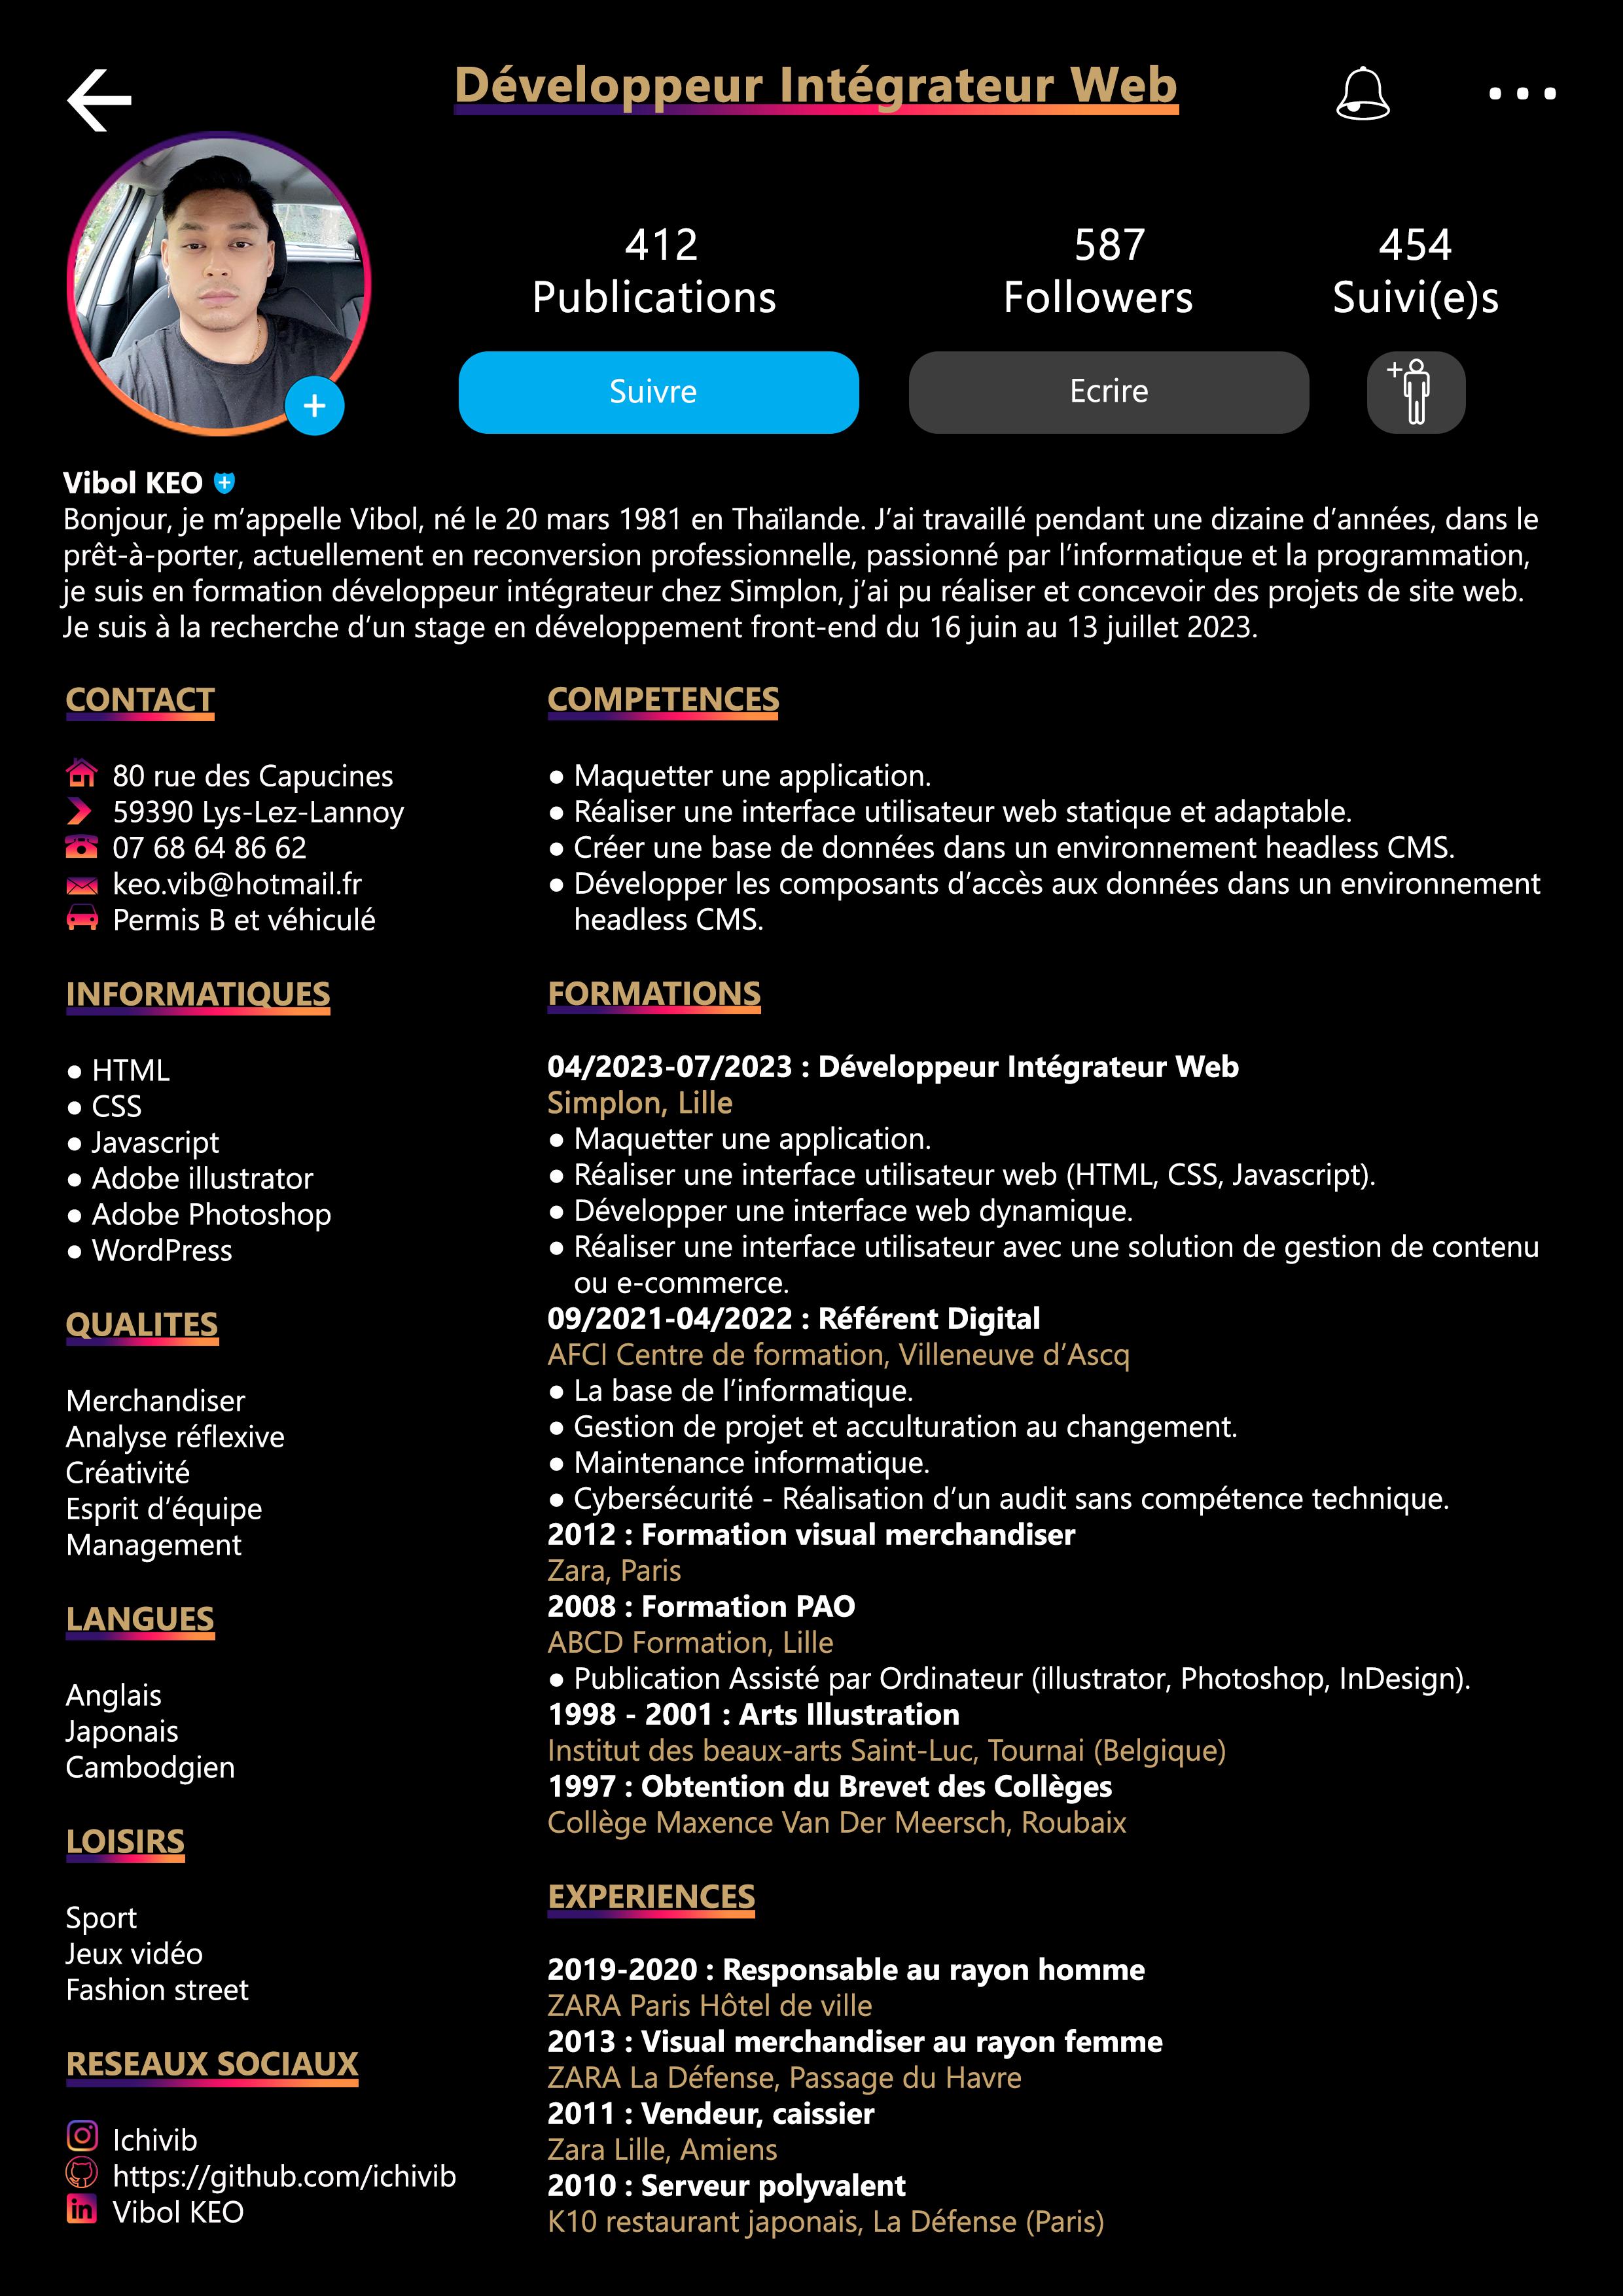 Développeur Intégrateur Web
412
Publications
587
Followers
454
Suivi(e)s
Suivre
Ecrire
Vibol KEO
Bonjour, je m’appelle Vibol, né le 20 mars 1981 en Thaïlande. J’ai travaillé pendant une dizaine d’années, dans le
prêt-à-porter, actuellement en reconversion professionnelle, passionné par l’informatique et la programmation,
je suis en formation développeur intégrateur chez Simplon, j’ai pu réaliser et concevoir des projets de site web.
Je suis à la recherche d’un stage en développement front-end du 16 juin au 13 juillet 2023.
CONTACT
80 rue des Capucines
59390 Lys-Lez-Lannoy
07 68 64 86 62
keo.vib@hotmail.fr
Permis B et véhiculé
INFORMATIQUES
● HTML
● CSS
● Javascript
● Adobe illustrator
● Adobe Photoshop
● WordPress
QUALITES
Merchandiser
Analyse réflexive
Créativité
Esprit d’équipe
Management
LANGUES
Anglais
Japonais
Cambodgien
LOISIRS
Sport
Jeux vidéo
Fashion street
RESEAUX SOCIAUX
Ichivib
https://github.com/ichivib
in Vibol KEO
COMPETENCES
● Maquetter une application.
● Réaliser une interface utilisateur web statique et adaptable.
● Créer une base de données dans un environnement headless CMS.
● Développer les composants d’accès aux données dans un environnement
headless CMS.
FORMATIONS
04/2023-07/2023 : Développeur Intégrateur Web
Simplon, Lille
● Maquetter une application.
● Réaliser une interface utilisateur web (HTML, CSS, Javascript).
● Développer une interface web dynamique.
● Réaliser une interface utilisateur avec une solution de gestion de contenu
ou e-commerce.
09/2021-04/2022 : Référent Digital
AFCI Centre de formation, Villeneuve d’Ascq
● La base de l’informatique.
● Gestion de projet et acculturation au changement.
● Maintenance informatique.
● Cybersécurité - Réalisation d’un audit sans compétence technique.
2012 : Formation visual merchandiser
Zara, Paris
2008 : Formation PAO
ABCD Formation, Lille
● Publication Assisté par Ordinateur (illustrator, Photoshop, InDesign).
1998 - 2001 : Arts Illustration
Institut des beaux-arts Saint-Luc, Tournai (Belgique)
1997 : Obtention du Brevet des Collèges
Collège Maxence Van Der Meersch, Roubaix
EXPERIENCES
2019-2020 : Responsable au rayon homme
ZARA Paris Hôtel de ville
2013 : Visual merchandiser au rayon femme
ZARA La Défense, Passage du Havre
2011 : Vendeur, caissier
Zara Lille, Amiens
2010 : Serveur polyvalent
K10 restaurant japonais, La Défense (Paris)